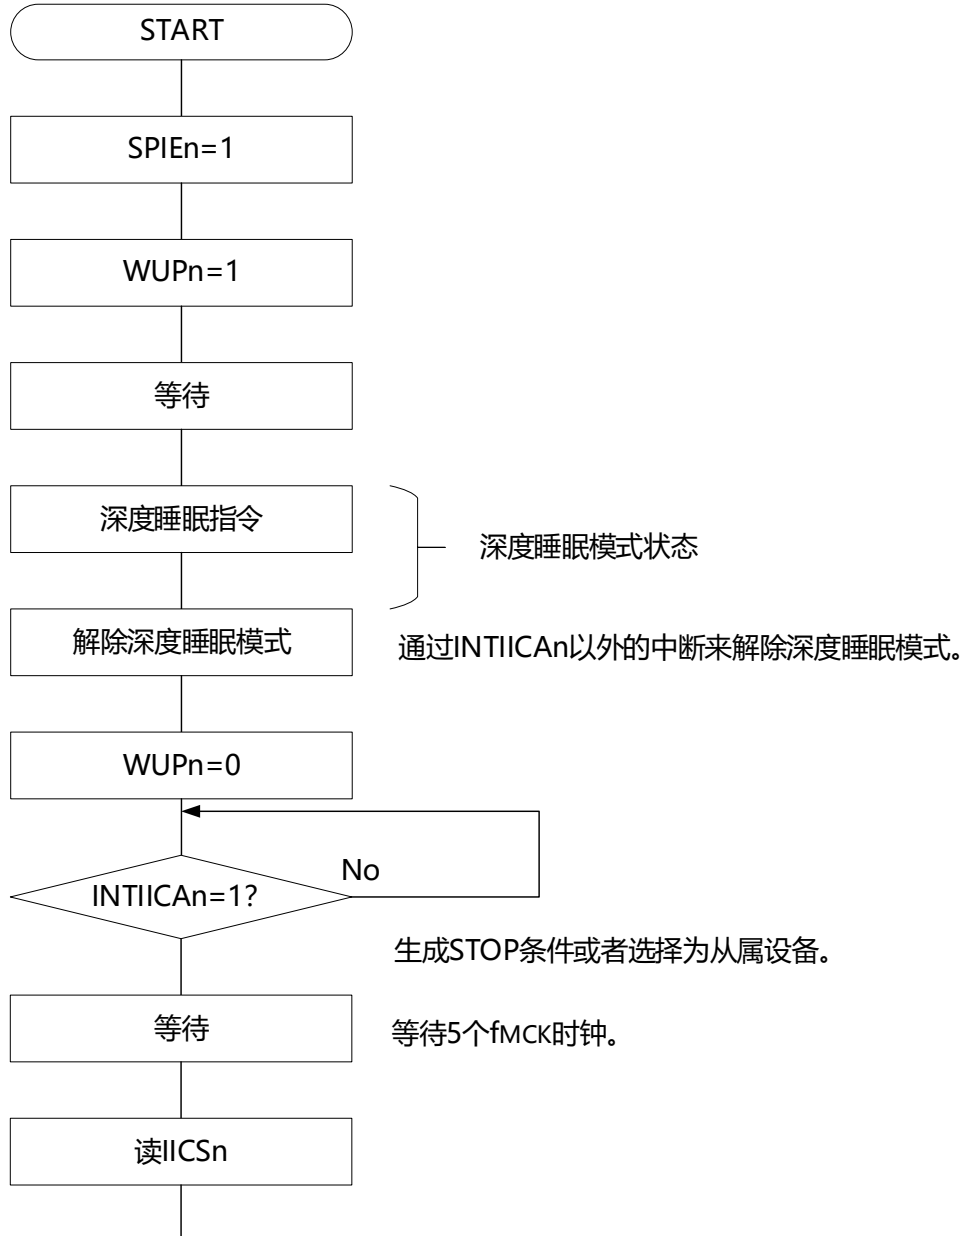 START
SPIEn=1
WUPn=1
等待
深度睡眠指令
深度睡眠模式状态
解除深度睡眠模式
通过INTIICAn以外的中断来解除深度睡眠模式。
WUPn=0
No
INTIICAn=1?
生成STOP条件或者选择为从属设备。
等待
等待5个fMCK时钟。
读IICSn